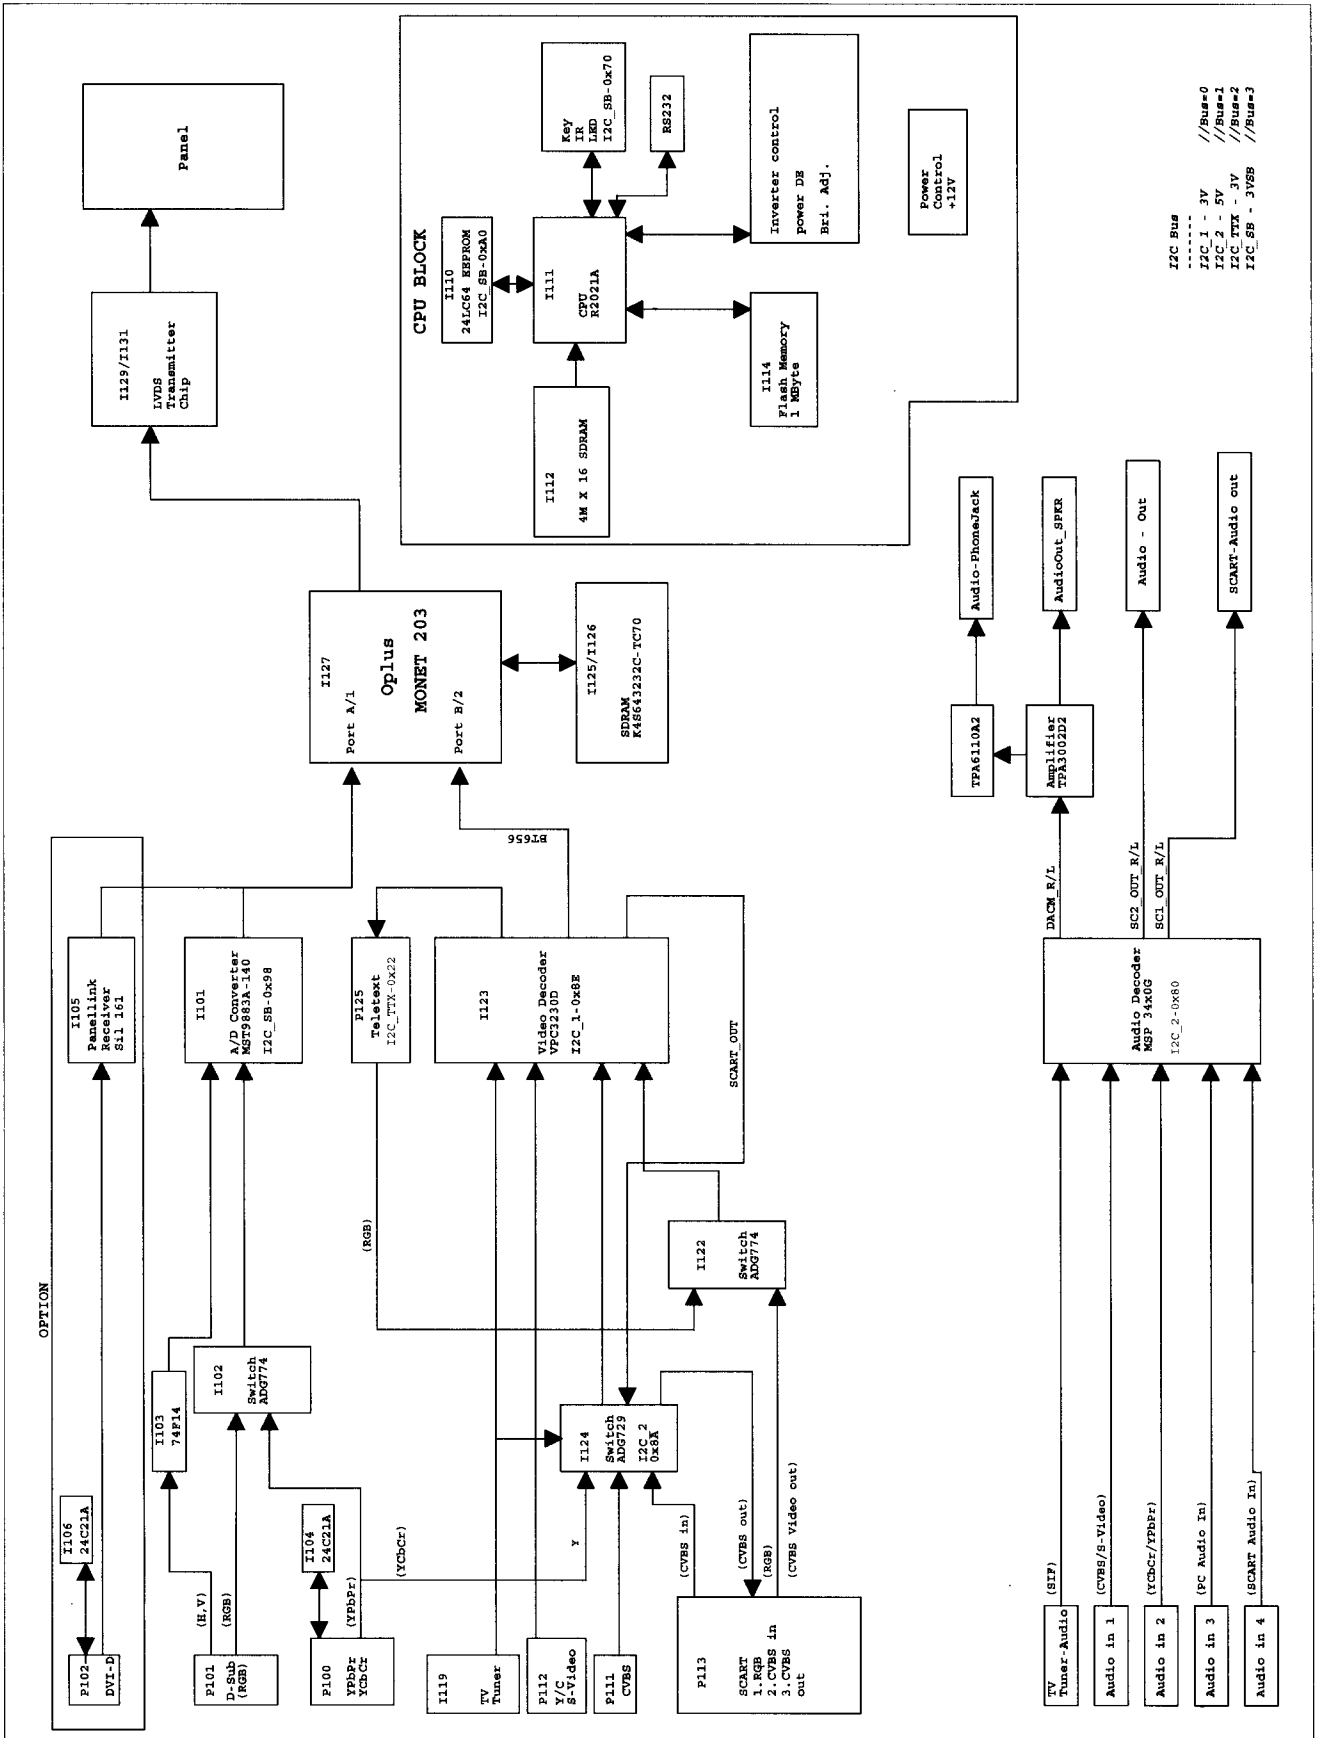 OPTION
P102
DVI-D
I106
24C21A
I105
Panellink
Receiver
Sil 161
P101
D-Sub
(RGB)
(H,V)
(RGB)
I103
74F14
I102
Switch
ADG774
I101
A/D Converter
MST9883A-140
I2C_SB-0x98
P100
YPbPr
YCbCr
I104
24C21A
(YPbPr)
(YCbCr)
(RGB)
P125
Teletext
I2C_TTX-0x22
I119
TV
Tuner
P112
Y/C
S-Video
P111
CVBS
Y
I124
Switch
ADG729
I2C_2
0x8A
I123
Video Decoder
VPC3230D
I2C_1-0x8E
BT656
SCART_OUT
P113
SCART
1.RGB
2.CVBS in
3.CVBS
out
(CVBS in)
(CVBS out)
(RGB)
(CVBS Video out)
I122
Switch
ADG774
I127
Port A/1
Oplus
MONET 203
Port B/2
I125/I126
SDRAM
K4S643232C-TC70
I129/I131
LVDS
Transmitter
Chip
Panel
CPU BLOCK
I112
4M X 16 SDRAM
I110
24LC64 EEPROM
I2C_SB-0xA0
I111
CPU
R2021A
Key
IR
LED
I2C_SB-0x70
RS232
I114
Flash Memory
1 MByte
Inverter control
power DE
Bri. Adj.
Power
Control
+12V
TV
Tuner-Audio
(SIF)
Audio in 1
(CVBS/S-Video)
Audio in 2
(YCbCr/YPbPr)
Audio in 3
(PC Audio In)
Audio in 4
(SCART Audio In)
Audio Decoder
MSP 34x0G
I2C_2-0x80
DACM_R/L
SC2_OUT_R/L
SC1_OUT_R/L
TPA6110A2
Amplifier
TPA3002D2
Audio-PhoneJack
AudioOut_SPKR
Audio - Out
SCART-Audio out
I2C Bus
-------
I2C_1 - 3V //Bus=0
I2C_2 - 5V //Bus=1
I2C_TTX - 3V //Bus=2
I2C_SB - 3VSB //Bus=3